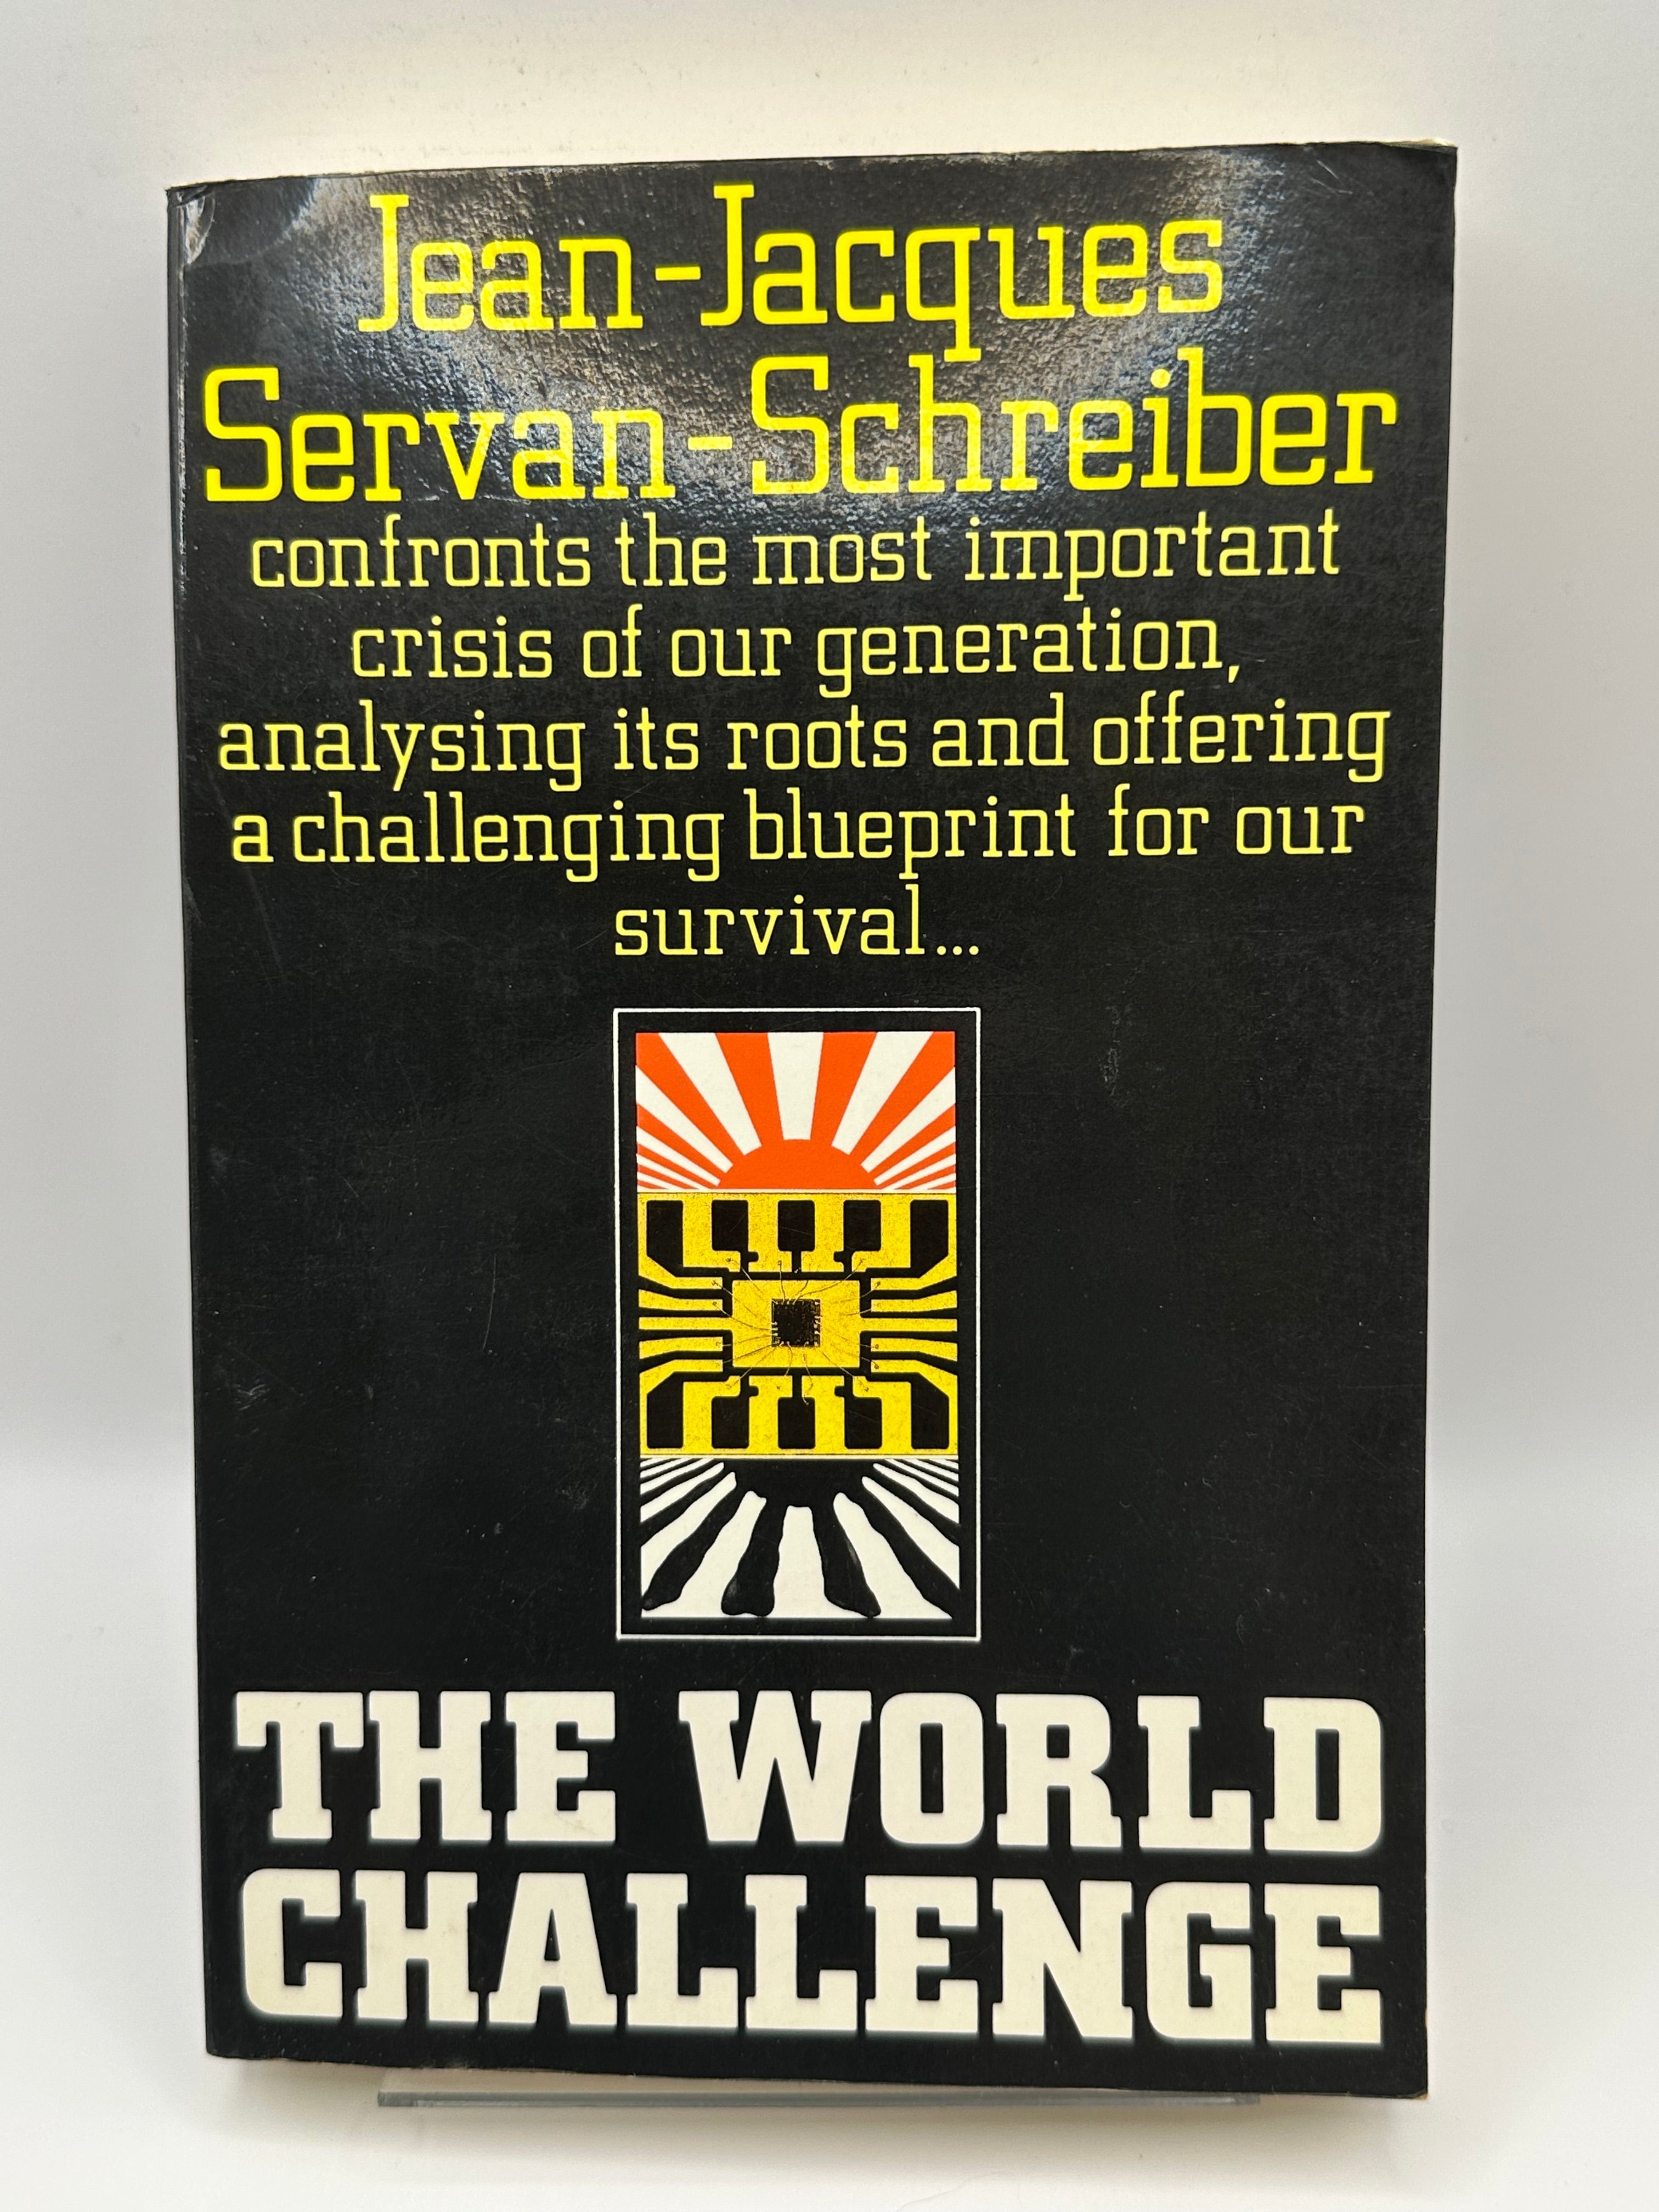 Jean-Jacques
Servan-Schreiber
confronts the most important
crisis of our generation,
analysing its roots and offering
a challenging blueprint for our
survival...
THE WORLD
CHALLENGE